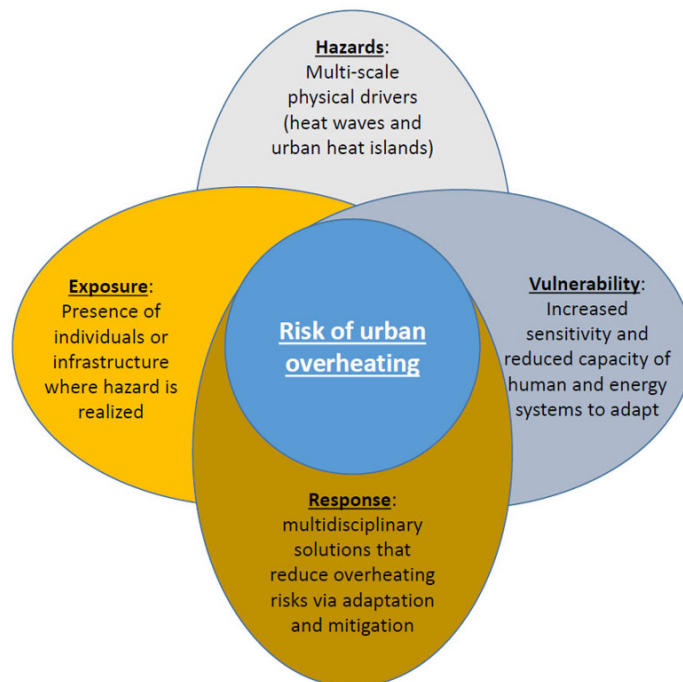 Hazards:
Multi-scale
physical drivers
(heat waves and
urban heat islands)
Exposure:
Presence of
individuals or
infrastructure
where hazard is
realized
Risk of urban
overheating
Vulnerability:
Increased
sensitivity and
reduced capacity of
human and energy
systems to adapt
Response:
multidisciplinary
solutions that
reduce overheating
risks via adaptation
and mitigation